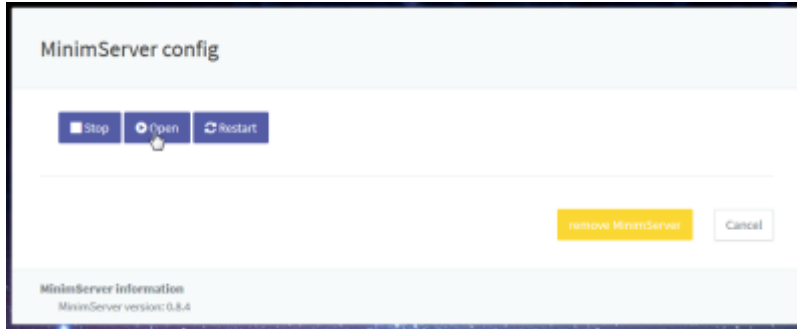 MinimServer config
Stop Open Restart
remove MinimServer Cancel
MinimServer information
MinimServer version: 0.8.4